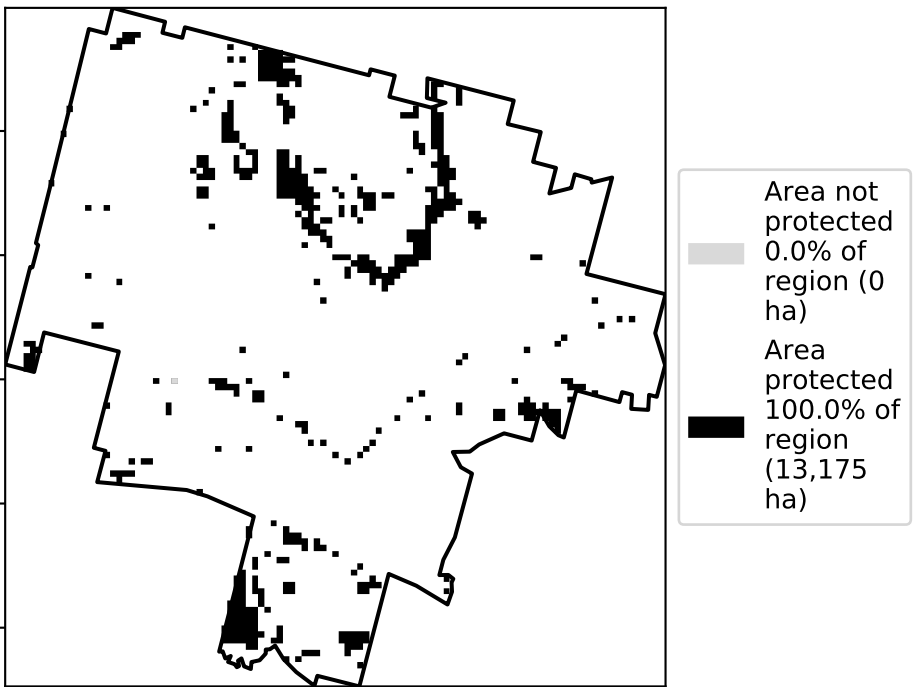 Area not
protected
0.0% of
region (0
ha)
Area
protected
100.0% of
region
(13,175
ha)